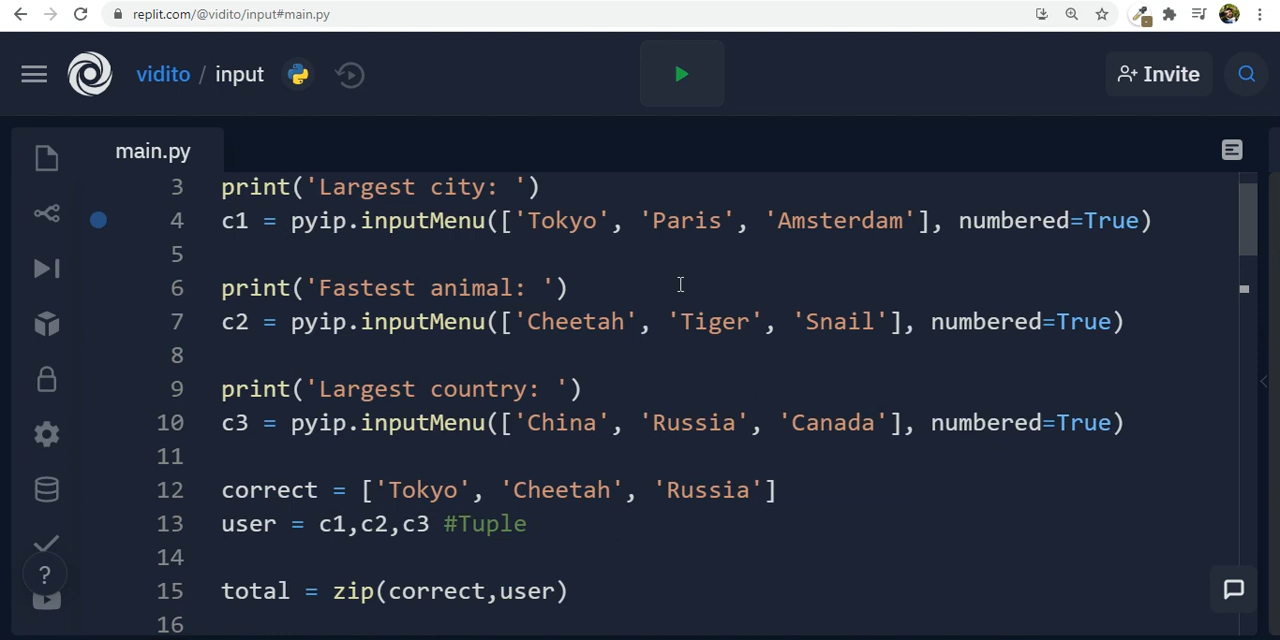 replit.com/@vidito/input#main.py
vidito / input
Invite
main.py
3 print('Largest city: ')
4 c1 = pyip.inputMenu(['Tokyo', 'Paris', 'Amsterdam'], numbered=True)
5
6 print('Fastest animal: ')
7 c2 = pyip.inputMenu(['Cheetah', 'Tiger', 'Snail'], numbered=True)
8
9 print('Largest country: ')
10 c3 = pyip.inputMenu(['China', 'Russia', 'Canada'], numbered=True)
11
12 correct = ['Tokyo', 'Cheetah', 'Russia']
13 user = c1,c2,c3 #Tuple
14
15 total = zip(correct,user)
16
?